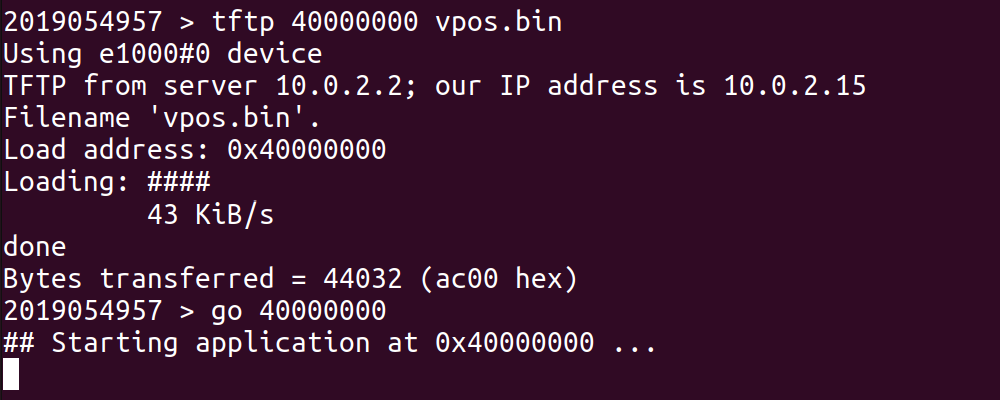 2019054957 > tftp 40000000 vpos.bin
Using e1000#0 device
TFTP from server 10.0.2.2; our IP address is 10.0.2.15
Filename 'vpos.bin'.
Load address: 0x40000000
Loading: ####
         43 KiB/s
done
Bytes transferred = 44032 (ac00 hex)
2019054957 > go 40000000
## Starting application at 0x40000000 ...